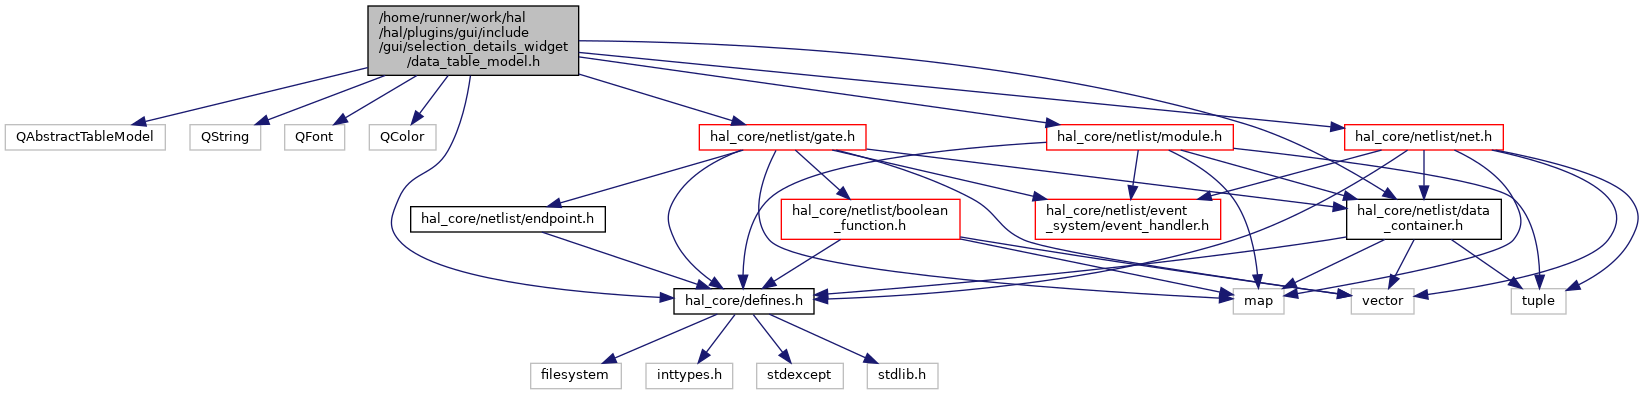 /home/runner/work/hal
/hal/plugins/gui/include
/gui/selection_details_widget
/data_table_model.h
QAbstractTableModel
QString
QFont
QColor
hal_core/netlist/gate.h
hal_core/netlist/module.h
hal_core/netlist/net.h
hal_core/netlist/endpoint.h
hal_core/netlist/boolean
_function.h
hal_core/netlist/event
_system/event_handler.h
hal_core/netlist/data
_container.h
hal_core/defines.h
map
vector
tuple
filesystem
inttypes.h
stdexcept
stdlib.h